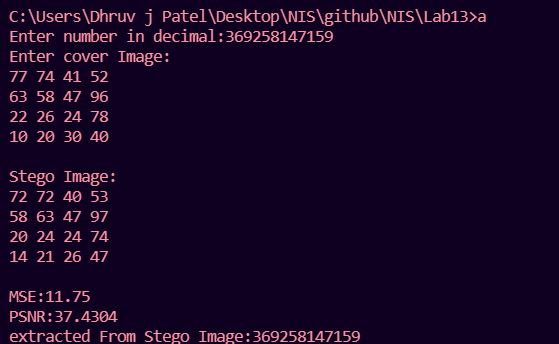 C:\Users\Dhruv j Patel\Desktop\NIS\github\NIS\Lab13>a
Enter number in decimal:369258147159
Enter cover Image:
77 74 41 52
63 58 47 96
22 26 24 78
10 20 30 40
Stego Image:
72 72 40 53
58 63 47 97
20 24 24 74
14 21 26 47
MSE:11.75
PSNR:37.4304
extracted From Stego Image:369258147159